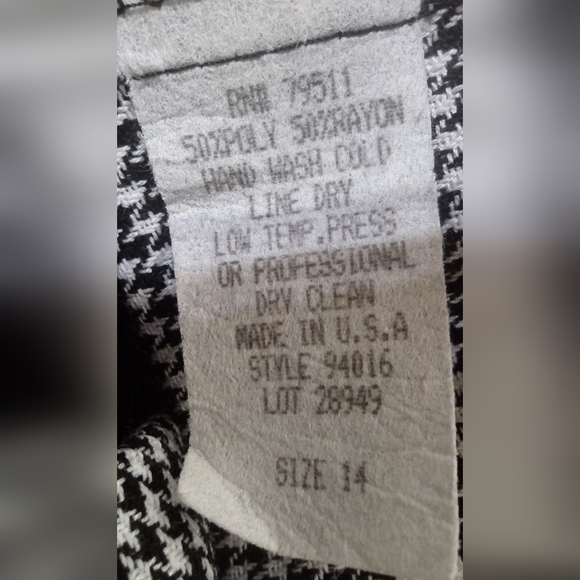 RN# 79511
50%POLY 50%RAYON
HAND WASH COLD
LINE DRY
LOW TEMP.PRESS
OR PROFESSIONAL
DRY CLEAN
MADE IN U.S.A
STYLE 94016
LOT 28949
SIZE 14